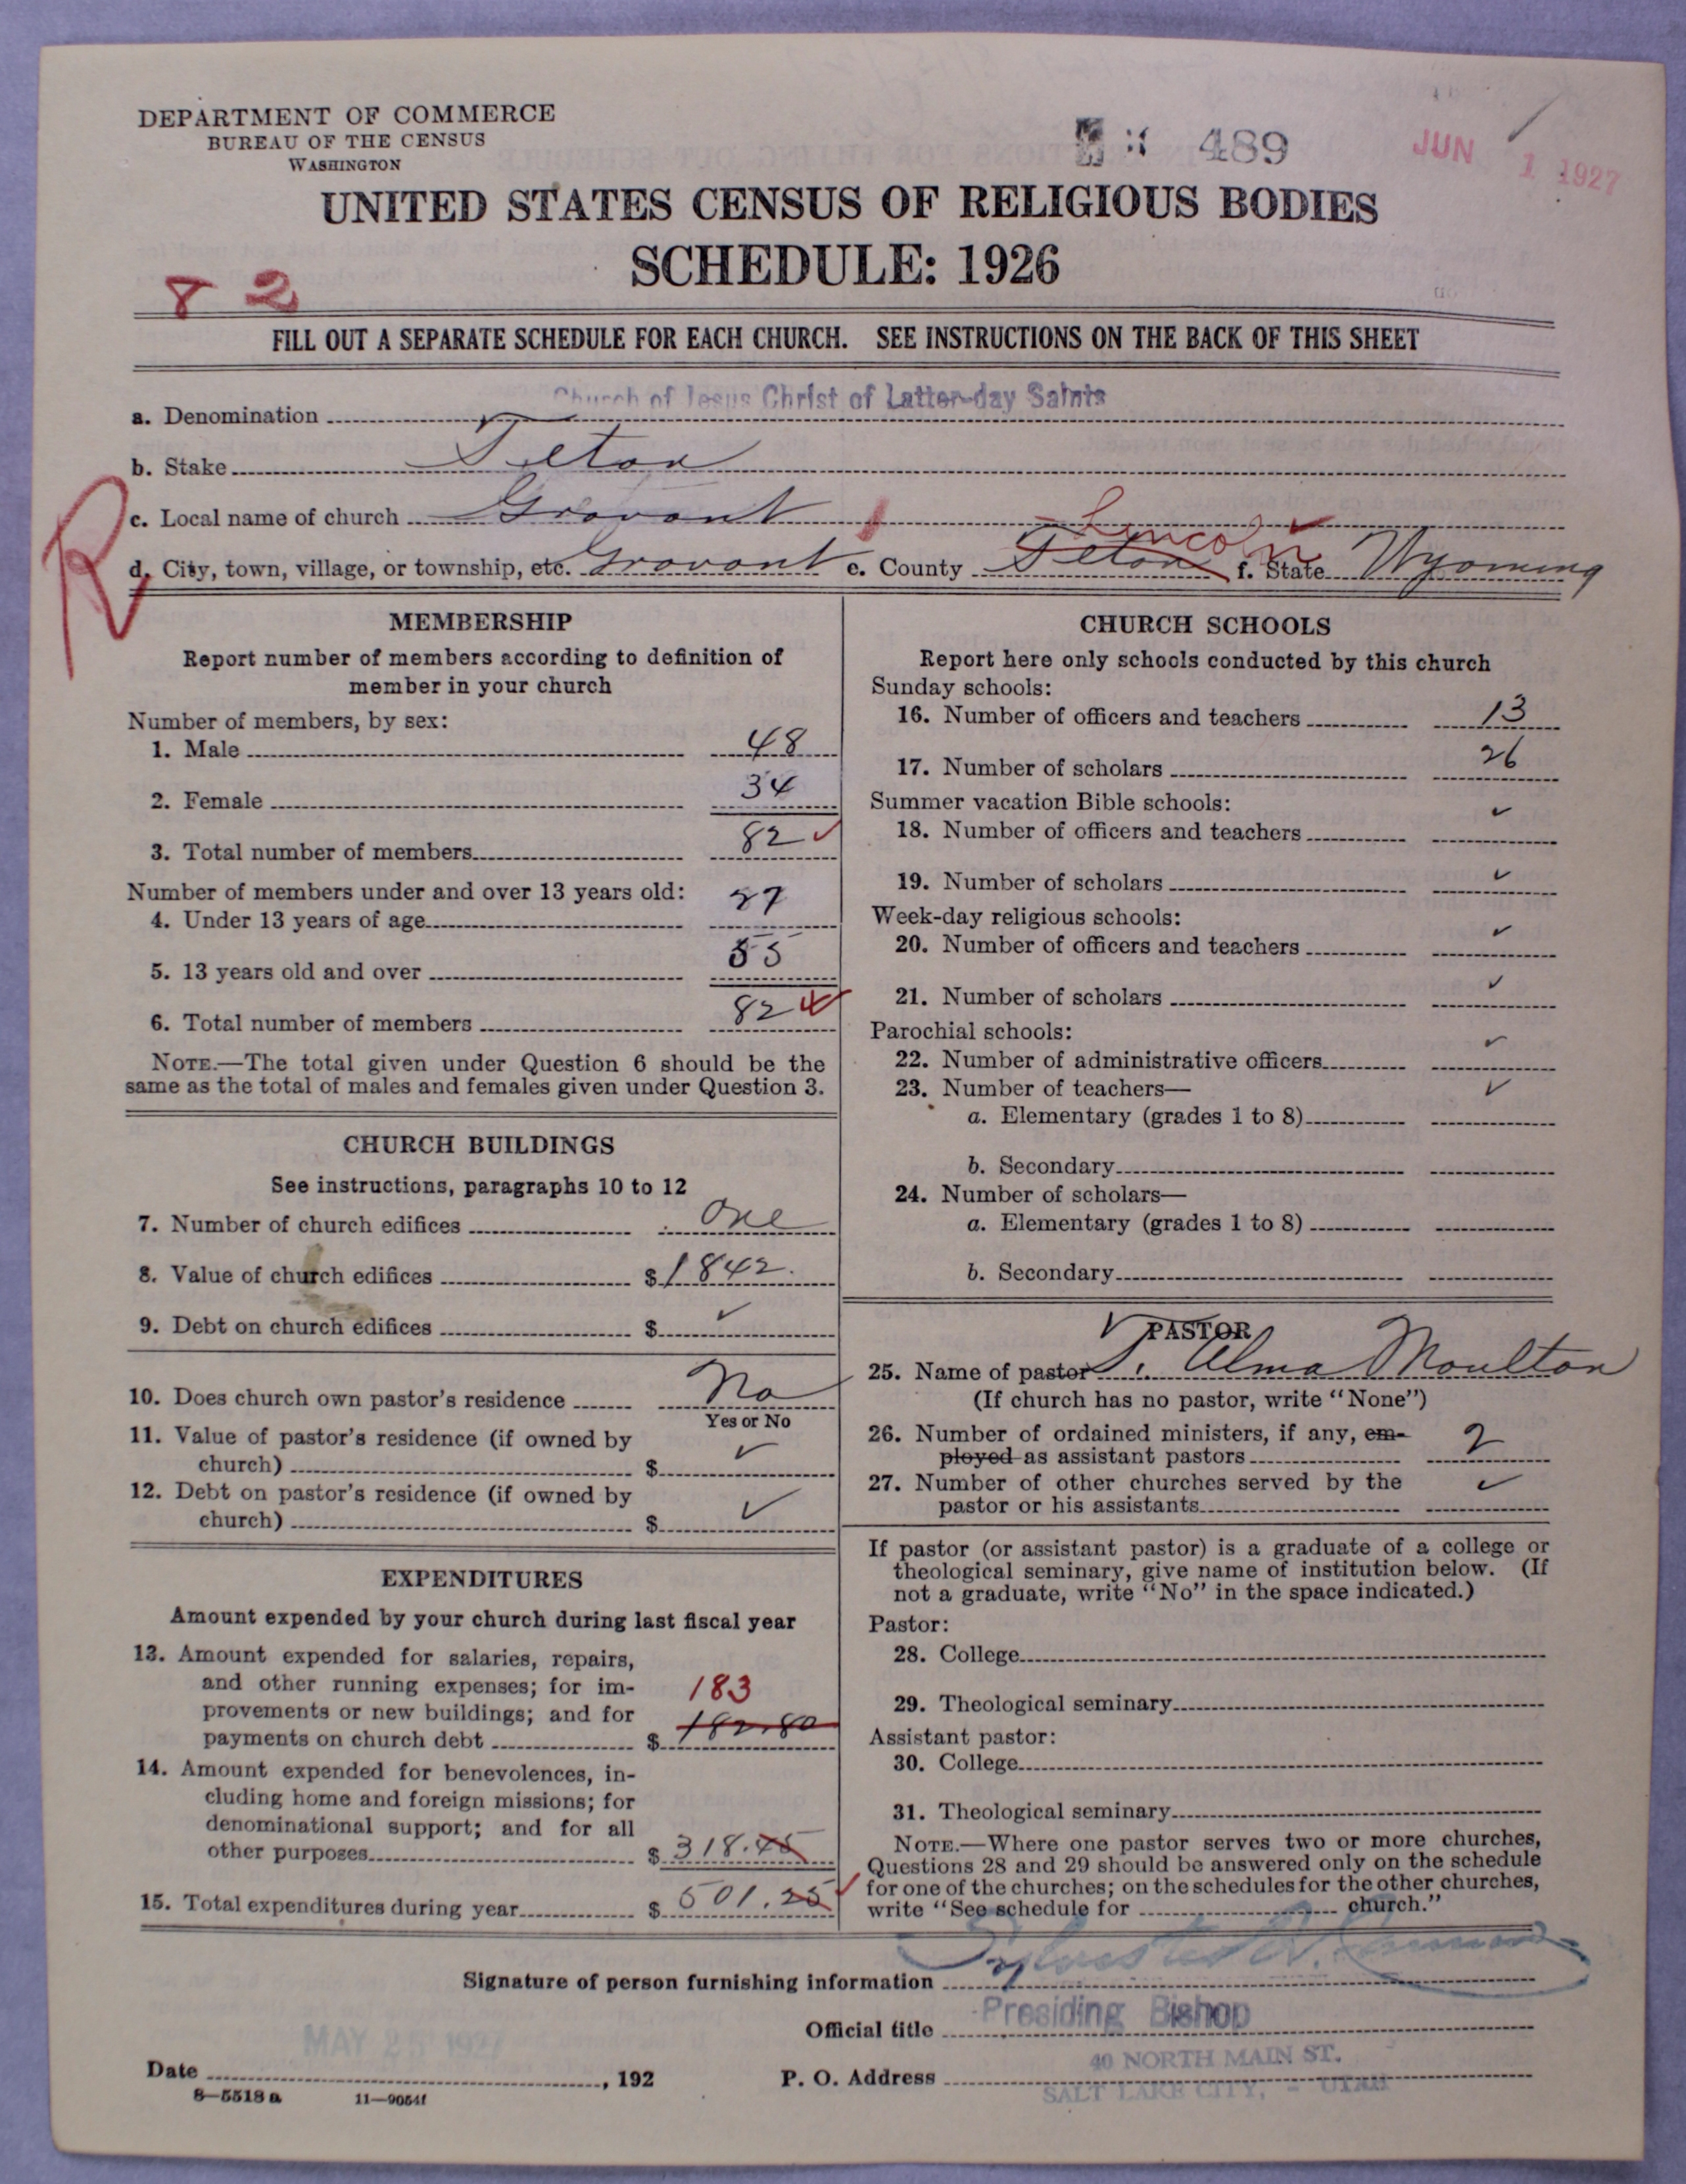 DEPARTMENT OF COMMERCE
BUREAU OF THE CENSUS
WASHINGTON
489
JUN 1 1927
UNITED STATES CENSUS OF RELIGIOUS BODIES
SCHEDULE: 1926
8 2
FILL OUT A SEPARATE SCHEDULE FOR EACH CHURCH. SEE INSTRUCTIONS ON THE BACK OF THIS SHEET
a. Denomination Church of Jesus Christ of Latter-day Saints
b. Stake Teton
R
c. Local name of church Grovont
d. City, town, village, or township, etc. Grovont e. County Teton Lincoln f. State Wyoming
MEMBERSHIP
Report number of members according to definition of
member in your church
Number of members, by sex:
1. Male 48
2. Female 34
3. Total number of members 82
Number of members under and over 13 years old:
4. Under 13 years of age 27
5. 13 years old and over 55
6. Total number of members 82
NOTE.—The total given under Question 6 should be the
same as the total of males and females given under Question 3.
CHURCH BUILDINGS
See instructions, paragraphs 10 to 12
7. Number of church edifices One
8. Value of church edifices $ 1842.
9. Debt on church edifices $ ✓
10. Does church own pastor's residence No
Yes or No
11. Value of pastor's residence (if owned by
church) $ ✓
12. Debt on pastor's residence (if owned by
church) $ ✓
EXPENDITURES
Amount expended by your church during last fiscal year
13. Amount expended for salaries, repairs,
and other running expenses; for im-
provements or new buildings; and for 183
payments on church debt $ 182.80
14. Amount expended for benevolences, in-
cluding home and foreign missions; for
denominational support; and for all
other purposes $ 318.45
15. Total expenditures during year $ 501.25
CHURCH SCHOOLS
Report here only schools conducted by this church
Sunday schools:
16. Number of officers and teachers 13
17. Number of scholars 26
Summer vacation Bible schools:
18. Number of officers and teachers ✓
19. Number of scholars ✓
Week-day religious schools:
20. Number of officers and teachers ✓
21. Number of scholars ✓
Parochial schools:
22. Number of administrative officers ✓
23. Number of teachers— ✓
a. Elementary (grades 1 to 8)
b. Secondary
24. Number of scholars—
a. Elementary (grades 1 to 8)
b. Secondary
PASTOR
25. Name of pastor T. Alma Moulton
(If church has no pastor, write "None")
26. Number of ordained ministers, if any, em-
ployed as assistant pastors 2
27. Number of other churches served by the
pastor or his assistants ✓
If pastor (or assistant pastor) is a graduate of a college or
theological seminary, give name of institution below. (If
not a graduate, write "No" in the space indicated.)
Pastor:
28. College
29. Theological seminary
Assistant pastor:
30. College
31. Theological seminary
NOTE.—Where one pastor serves two or more churches,
Questions 28 and 29 should be answered only on the schedule
for one of the churches; on the schedules for the other churches,
write "See schedule for church."
Signature of person furnishing information Sylvester Q. Cannon
Official title Presiding Bishop
Date MAY 25 1927, 192
P. O. Address 40 NORTH MAIN ST.
SALT LAKE CITY, - UTAH
8—5518 a 11—9054f